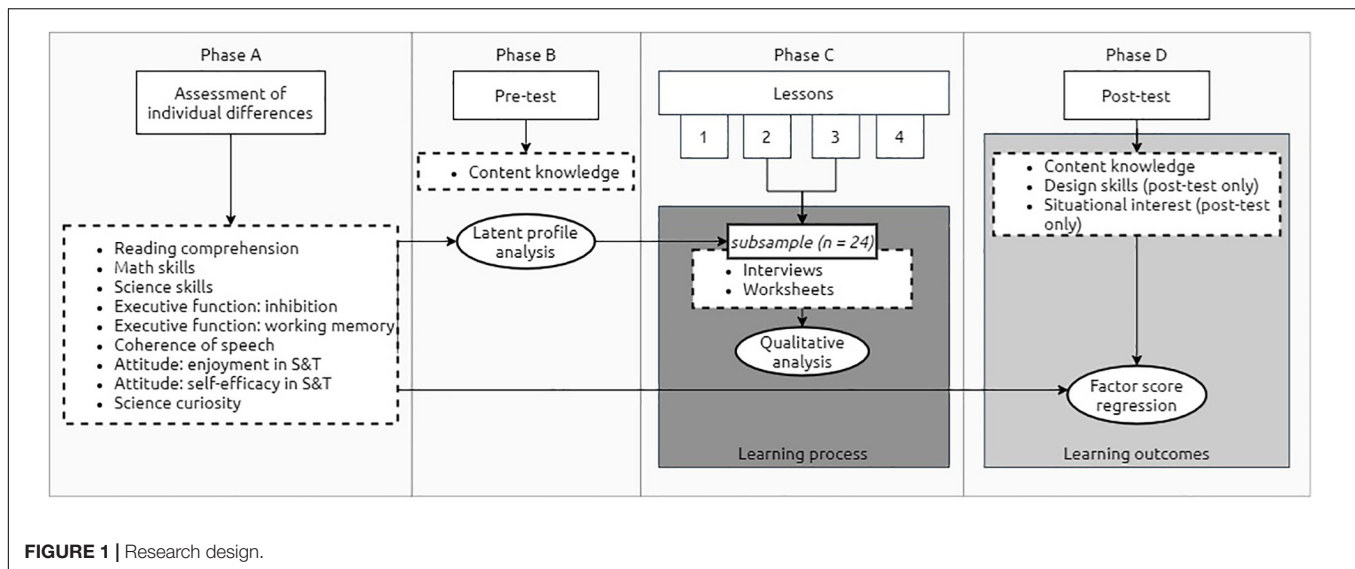 Phase A
Assessment of
individual differences
• Reading comprehension
• Math skills
• Science skills
• Executive function: inhibition
• Executive function: working memory
• Coherence of speech
• Attitude: enjoyment in S&T
• Attitude: self-efficacy in S&T
• Science curiosity
Phase B
Pre-test
• Content knowledge
Latent profile
analysis
Phase C
Lessons
1
2
3
4
subsample (n = 24)
• Interviews
• Worksheets
Qualitative
analysis
Learning process
Phase D
Post-test
• Content knowledge
• Design skills (post-test only)
• Situational interest (post-test
only)
Factor score
regression
Learning outcomes
FIGURE 1 | Research design.